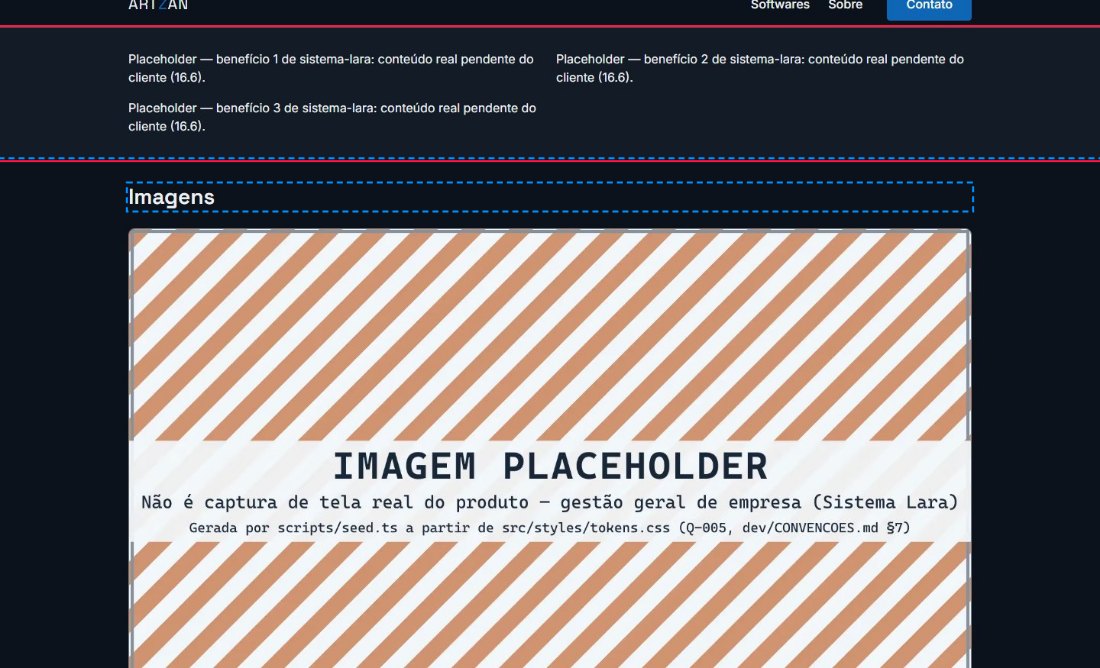 ARTZAN
Softwares Sobre Contato
Placeholder — benefício 1 de sistema-lara: conteúdo real pendente do
cliente (16.6).
Placeholder — benefício 2 de sistema-lara: conteúdo real pendente do
cliente (16.6).
Placeholder — benefício 3 de sistema-lara: conteúdo real pendente do
cliente (16.6).
Imagens
IMAGEM PLACEHOLDER
Não é captura de tela real do produto — gestão geral de empresa (Sistema Lara)
Gerada por scripts/seed.ts a partir de src/styles/tokens.css (Q-005, dev/CONVENCOES.md §7)